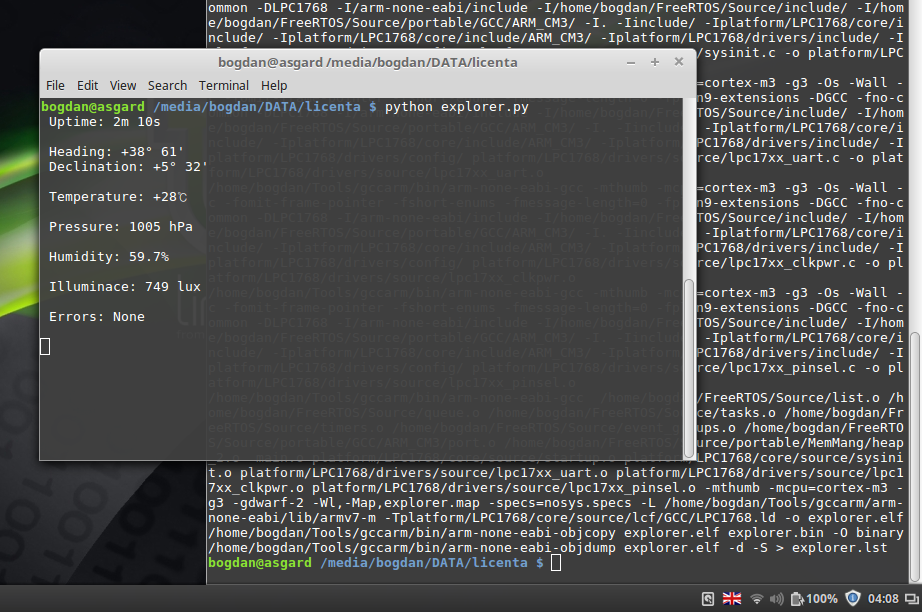 ommon -DLPC1768 -I/arm-none-eabi/include -I/home/bogdan/FreeRTOS/Source/include/ -I/hom
e/bogdan/FreeRTOS/Source/portable/GCC/ARM_CM3/ -I. -Iinclude/ -Iplatform/LPC1768/core/i
nclude/ -Iplatform/LPC1768/core/include/ARM_CM3/ -Iplatform/LPC1768/drivers/include/ -I
/sysinit.c -o platform/LPC
bogdan@asgard /media/bogdan/DATA/licenta
File Edit View Search Terminal Help
bogdan@asgard /media/bogdan/DATA/licenta $ python explorer.py
Uptime: 2m 10s
Heading: +38° 61'
Declination: +5° 32'
Temperature: +28℃
Pressure: 1005 hPa
Humidity: 59.7%
Illuminace: 749 lux
Errors: None
=cortex-m3 -g3 -Os -Wall -
n9-extensions -DGCC -fno-c
TOS/Source/include/ -I/hom
-Iplatform/LPC1768/core/i
PC1768/drivers/include/ -I
rce/lpc17xx_uart.c -o plat
=cortex-m3 -g3 -Os -Wall -
n9-extensions -DGCC -fno-c
TOS/Source/include/ -I/hom
-Iplatform/LPC1768/core/i
PC1768/drivers/include/ -I
rce/lpc17xx_clkpwr.c -o pl
=cortex-m3 -g3 -Os -Wall -
n9-extensions -DGCC -fno-c
TOS/Source/include/ -I/hom
-Iplatform/LPC1768/core/i
PC1768/drivers/include/ -I
rce/lpc17xx_pinsel.c -o pl
/FreeRTOS/Source/list.o /h
ce/tasks.o /home/bogdan/Fr
ups.o /home/bogdan/FreeRTO
urce/portable/MemMang/heap
LPC1768/core/source/sysini
t.o platform/LPC1768/drivers/source/lpc17xx_uart.o platform/LPC1768/drivers/source/lpc1
7xx_clkpwr.o platform/LPC1768/drivers/source/lpc17xx_pinsel.o -mthumb -mcpu=cortex-m3 -
g3 -gdwarf-2 -Wl,-Map,explorer.map -specs=nosys.specs -L /home/bogdan/Tools/gccarm/arm-
none-eabi/lib/armv7-m -Tplatform/LPC1768/core/source/lcf/GCC/LPC1768.ld -o explorer.elf
/home/bogdan/Tools/gccarm/bin/arm-none-eabi-objcopy explorer.elf explorer.bin -O binary
/home/bogdan/Tools/gccarm/bin/arm-none-eabi-objdump explorer.elf -d -S > explorer.lst
bogdan@asgard /media/bogdan/DATA/licenta $
100% 04:08